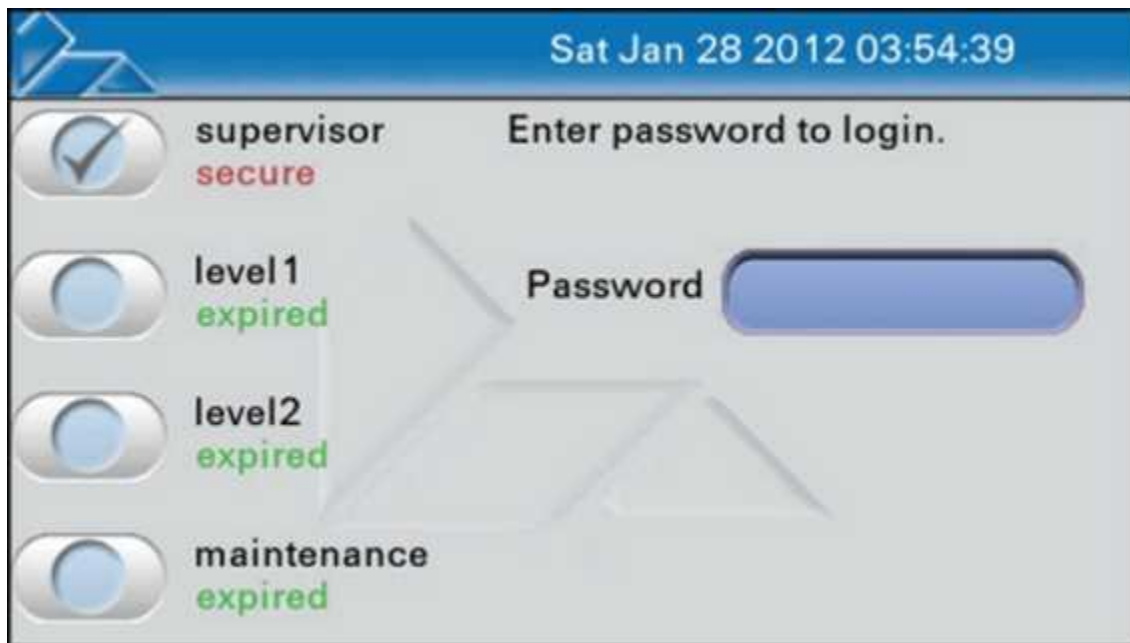 Sat Jan 28 2012 03:54:39
supervisor
secure
Enter password to login.
level1
expired
Password
level2
expired
maintenance
expired